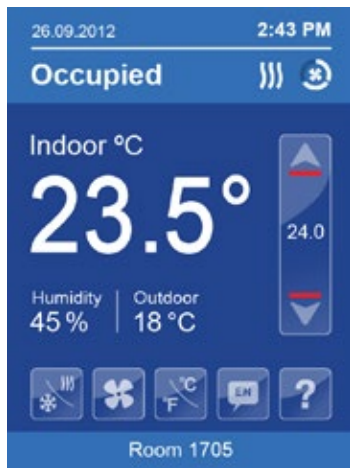 26.09.2012 2:43 PM
Occupied
Indoor ºC
23.5°
24.0
Humidity Outdoor
45 % 18 °C
°F °C EN ?
Room 1705